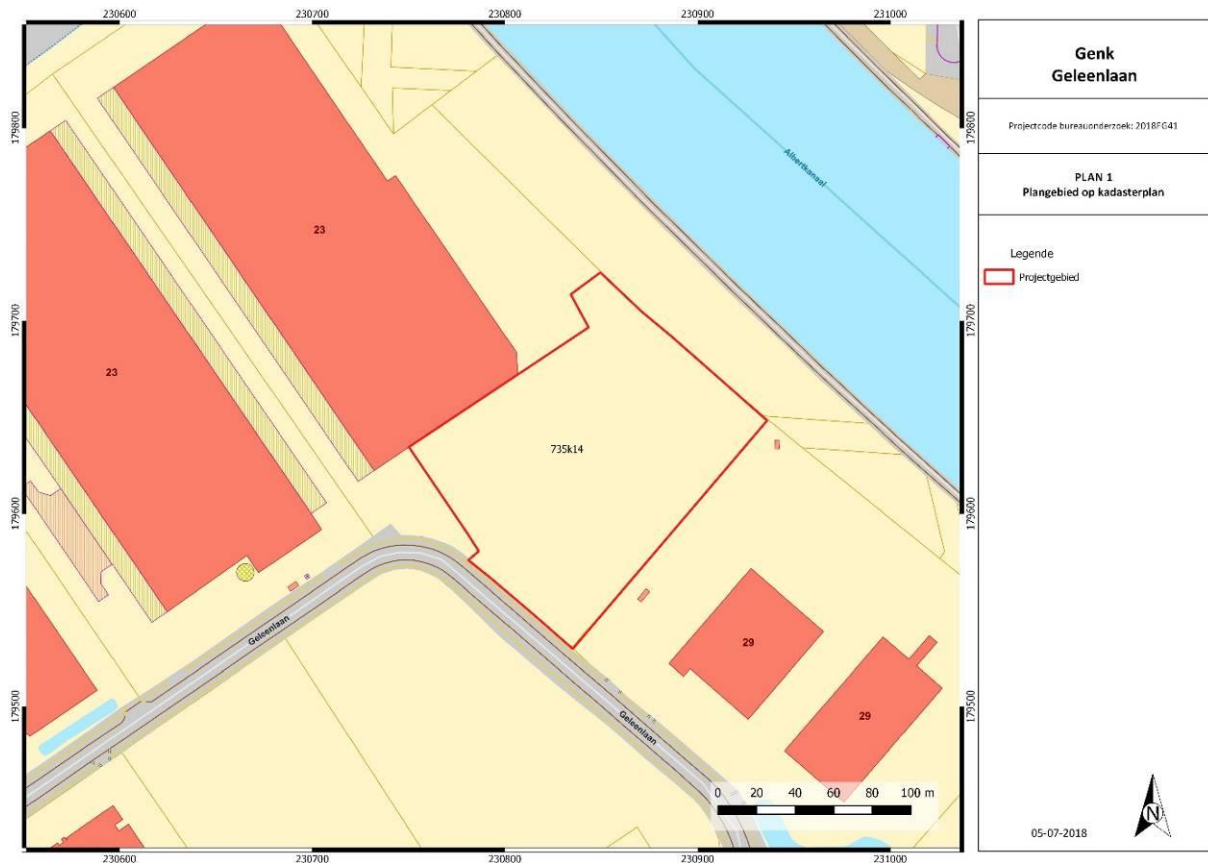 230600 230700 230800 230900 231000
179800
179700
179600
179500
179800
179700
179600
179500
Albertkanaal
23
23
735k14
29
29
Geleenlaan
Geleenlaan
0 20 40 60 80 100 m
230600 230700 230800 230900 231000
Genk
Geleenlaan
Projectcode bureauonderzoek: 2018FG41
PLAN 1
Plangebied op kadasterplan
Legende
Projectgebied
05-07-2018
N